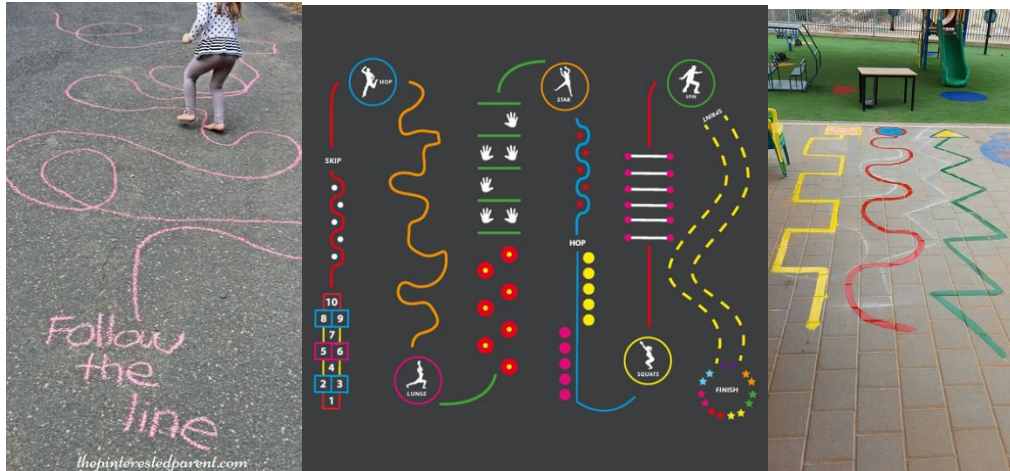 Follow
the
line
thepinterestedparent.com
HOP
SKIP
10
8 9
7
5 6
4
2 3
1
LUNGE
STAR
HOP
SPIN
SPRINT
SQUATS
FINISH